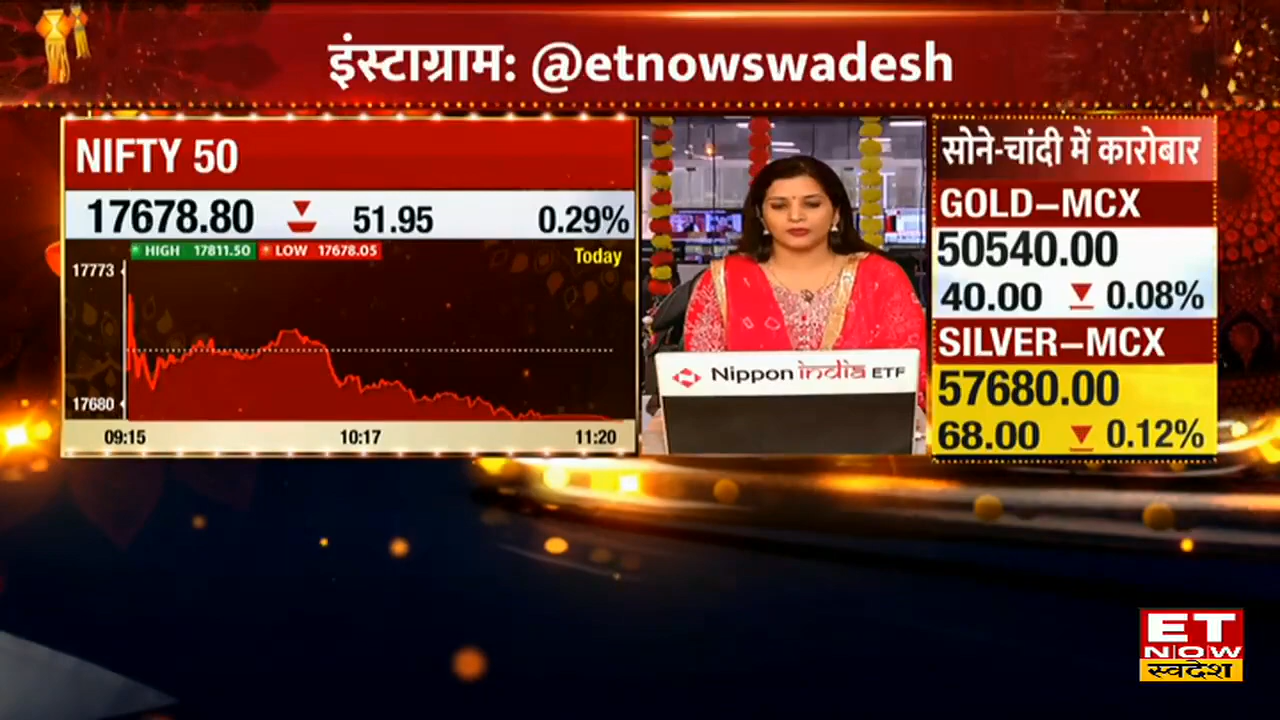 इंस्टाग्राम: @etnowswadesh
NIFTY 50
17678.80 51.95 0.29%
HIGH 17811.50 LOW 17678.05
Today
17773
17680
09:15 10:17 11:20
Nippon india ETF
सोने-चांदी में कारोबार
GOLD–MCX
50540.00
40.00 0.08%
SILVER–MCX
57680.00
68.00 0.12%
ET
NOW
स्वदेश